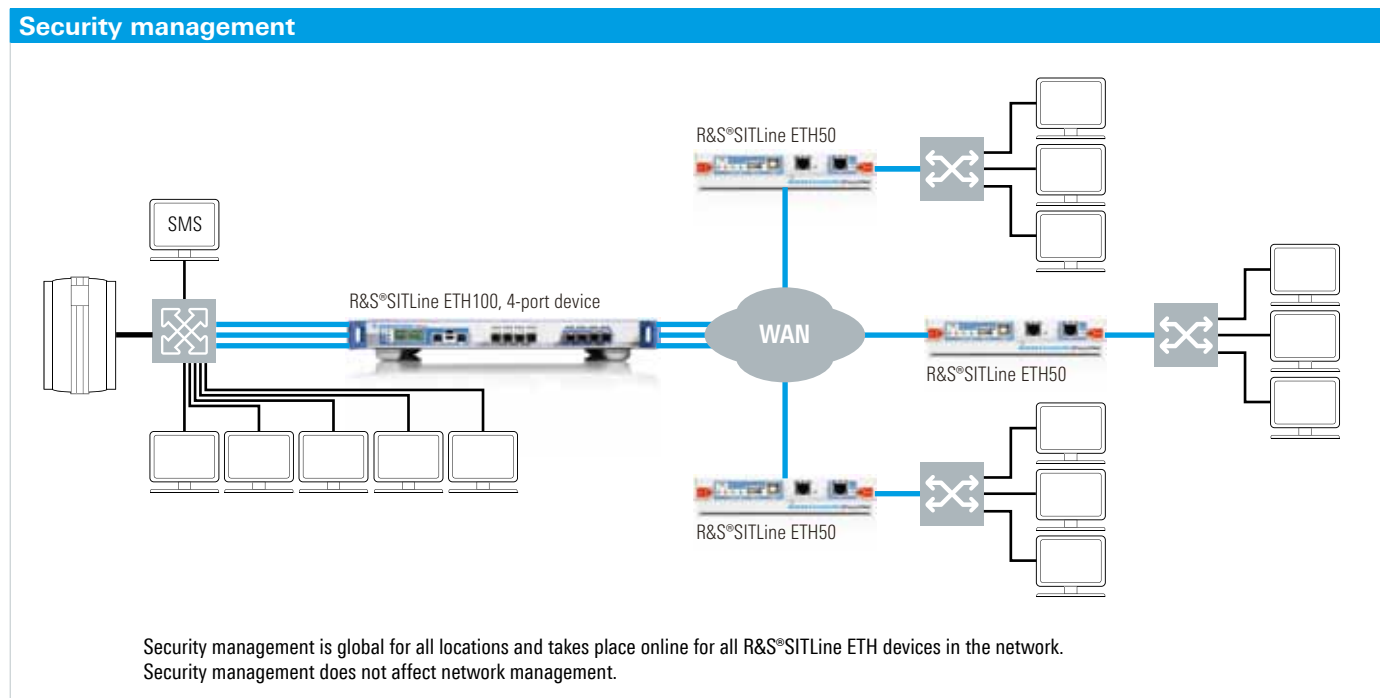 Security management
R&S®SITLine ETH50
SMS
R&S®SITLine ETH100, 4-port device
WAN
R&S®SITLine ETH50
R&S®SITLine ETH50
Security management is global for all locations and takes place online for all R&S®SITLine ETH devices in the network.
Security management does not affect network management.